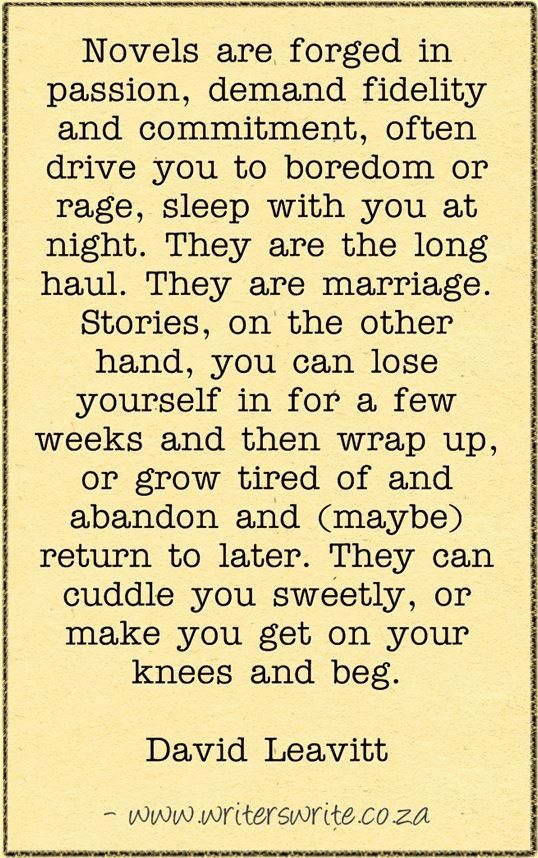 Novels are forged in
passion, demand fidelity
and commitment, often
drive you to boredom or
rage, sleep with you at
night. They are the long
haul. They are marriage.
Stories, on the other
hand, you can lose
yourself in for a few
weeks and then wrap up,
or grow tired of and
abandon and (maybe)
return to later. They can
cuddle you sweetly, or
make you get on your
knees and beg.
David Leavitt
- www.writerswrite.co.za